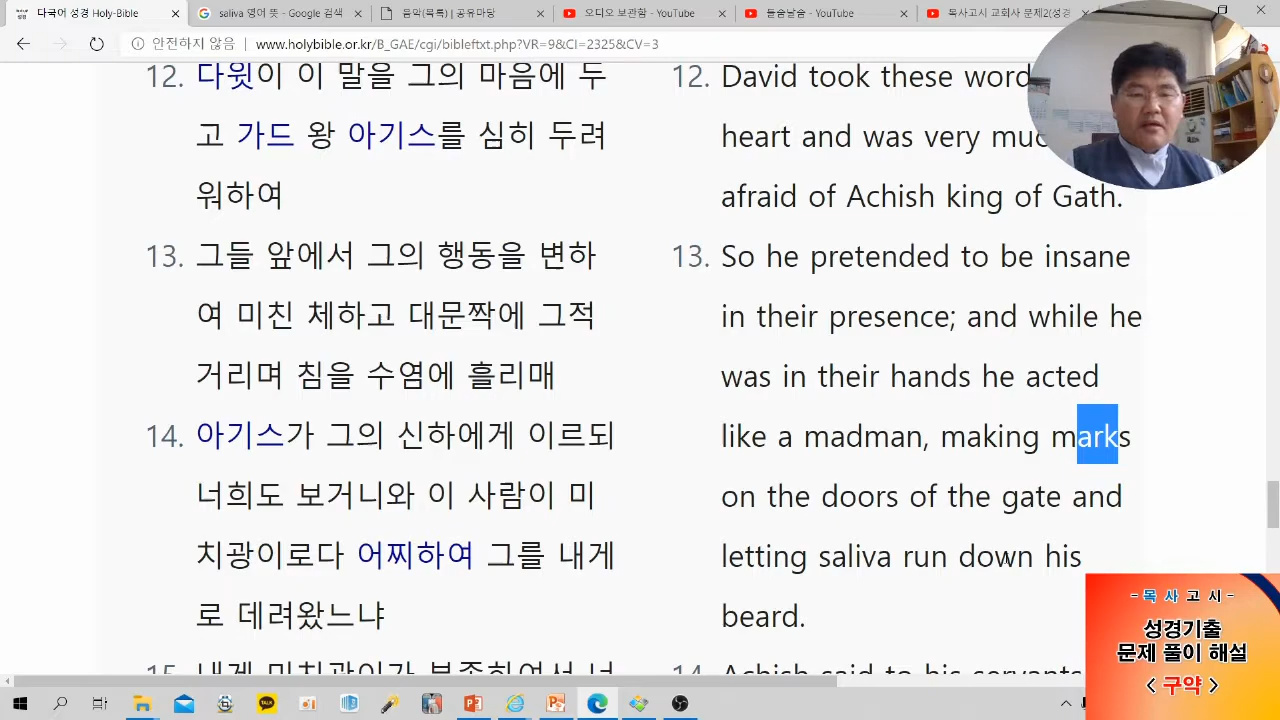 다국어 성경 Holy-Bible
saliva 영어 뜻 - Google 검색
음악(목록) | 공유마당
오디오 보관함 - YouTube
돌솥날솥 - YouTube
목사고시 교회사 문제2(성경
안전하지 않음 | www.holybible.or.kr/B_GAE/cgi/bibleftxt.php?VR=9&CI=2325&CV=3
12. 다윗이 이 말을 그의 마음에 두
고 가드 왕 아기스를 심히 두려
워하여
13. 그들 앞에서 그의 행동을 변하
여 미친 체하고 대문짝에 그적
거리며 침을 수염에 흘리매
14. 아기스가 그의 신하에게 이르되
너희도 보거니와 이 사람이 미
치광이로다 어찌하여 그를 내게
로 데려왔느냐
12. David took these word
heart and was very muc
afraid of Achish king of Gath.
13. So he pretended to be insane
in their presence; and while he
was in their hands he acted
like a madman, making marks
on the doors of the gate and
letting saliva run down his
beard.
14. Achish said to his servants
- 목사고시 -
성경기출
문제 풀이 해설
< 구약 >